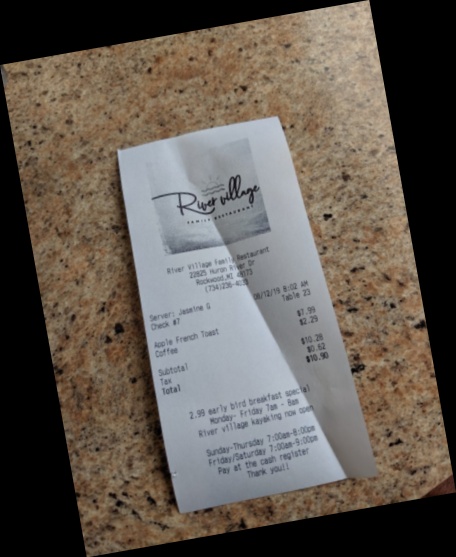 River village
FAMILY RESTAURANT
River Village Family Restaurant
22825 Huron River Dr
Rockwood,MI 48173
(734)236-4033
Server: Jasmine G 08/12/19 8:02 AM
Check #7 Table 23
Apple French Toast $7.99
Coffee $2.29
Subtotal $10.28
Tax $0.62
Total $10.90
2.99 early bird breakfast special
Monday- Friday 7am - 8am
River village kayaking now open
Sunday-Thursday 7:00am-8:00pm
Friday/Saturday 7:00am-9:00pm
Pay at the cash register
Thank you!!